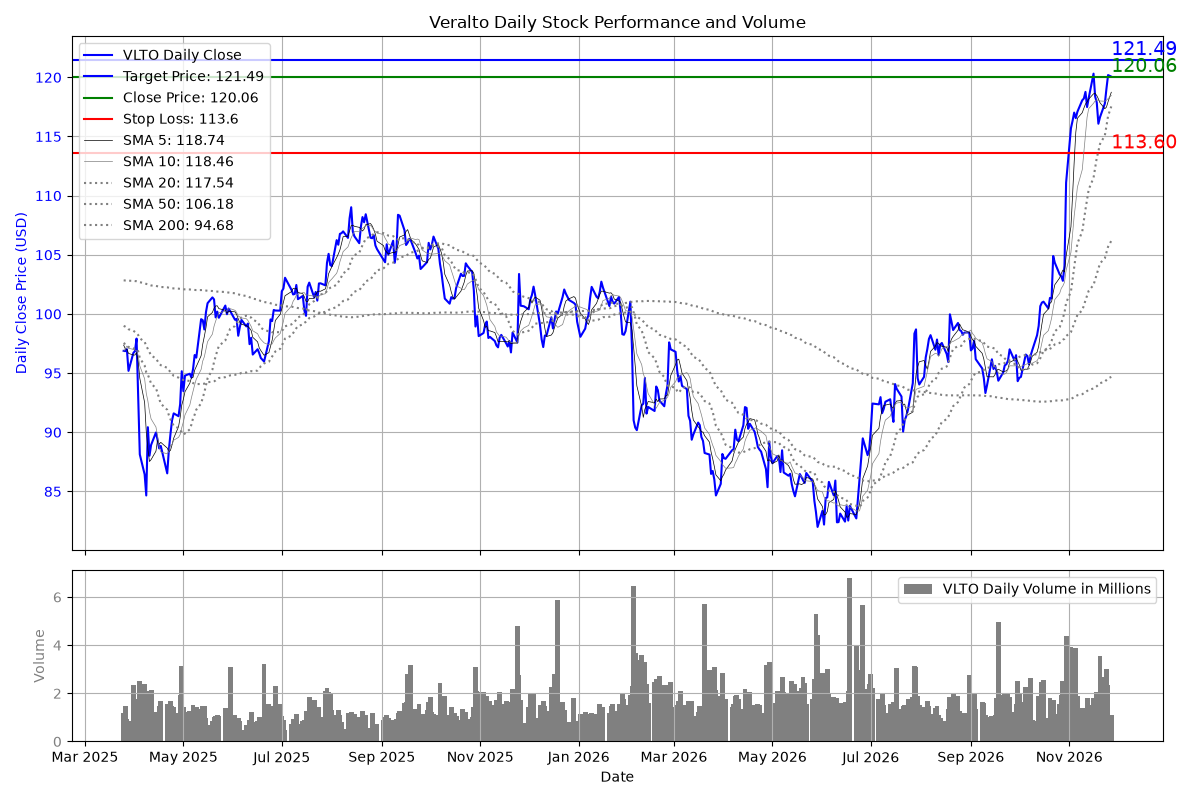 Veralto Daily Stock Performance and Volume
VLTO Daily Close
Target Price: 121.49
Close Price: 120.06
Stop Loss: 113.6
SMA 5: 118.74
SMA 10: 118.46
SMA 20: 117.54
SMA 50: 106.18
SMA 200: 94.68
121.49
120.06
113.60
120
115
110
105
100
95
90
85
Daily Close Price (USD)
VLTO Daily Volume in Millions
6
4
2
0
Volume
Mar 2025 May 2025 Jul 2025 Sep 2025 Nov 2025 Jan 2026 Mar 2026 May 2026 Jul 2026 Sep 2026 Nov 2026
Date